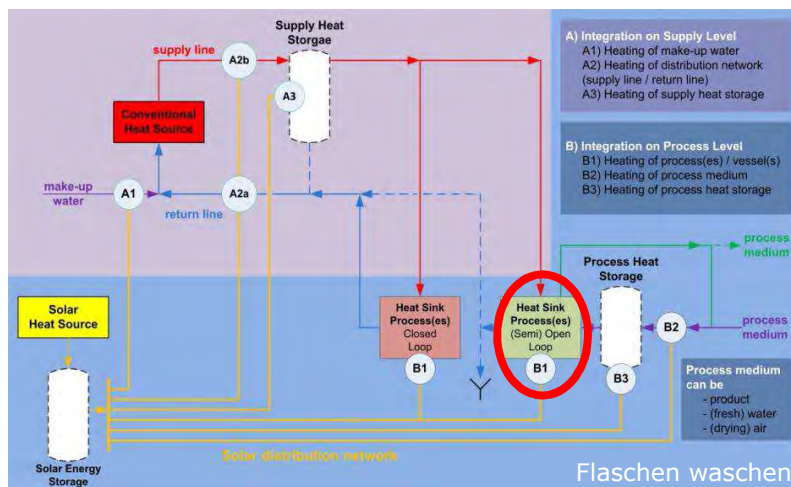 Supply Heat
Storgae
supply line
A2b
A3
Conventional
Heat Source
make-up
water
A1
A2a
return line
A) Integration on Supply Level
A1) Heating of make-up water
A2) Heating of distribution network
(supply line / return line)
A3) Heating of supply heat storage
B) Integration on Process Level
B1) Heating of process(es) / vessel(s)
B2) Heating of process medium
B3) Heating of process heat storage
process
medium
Process Heat
Storage
Solar
Heat Source
Heat Sink
Process(es)
Closed
Loop
B1
Heat Sink
Process(es)
(Semi) Open
Loop
B1
B3
B2
process
medium
Process medium
can be
- product
- (fresh) water
- (drying) air
Solar distribution network
Solar Energy
Storage
Flaschen waschen